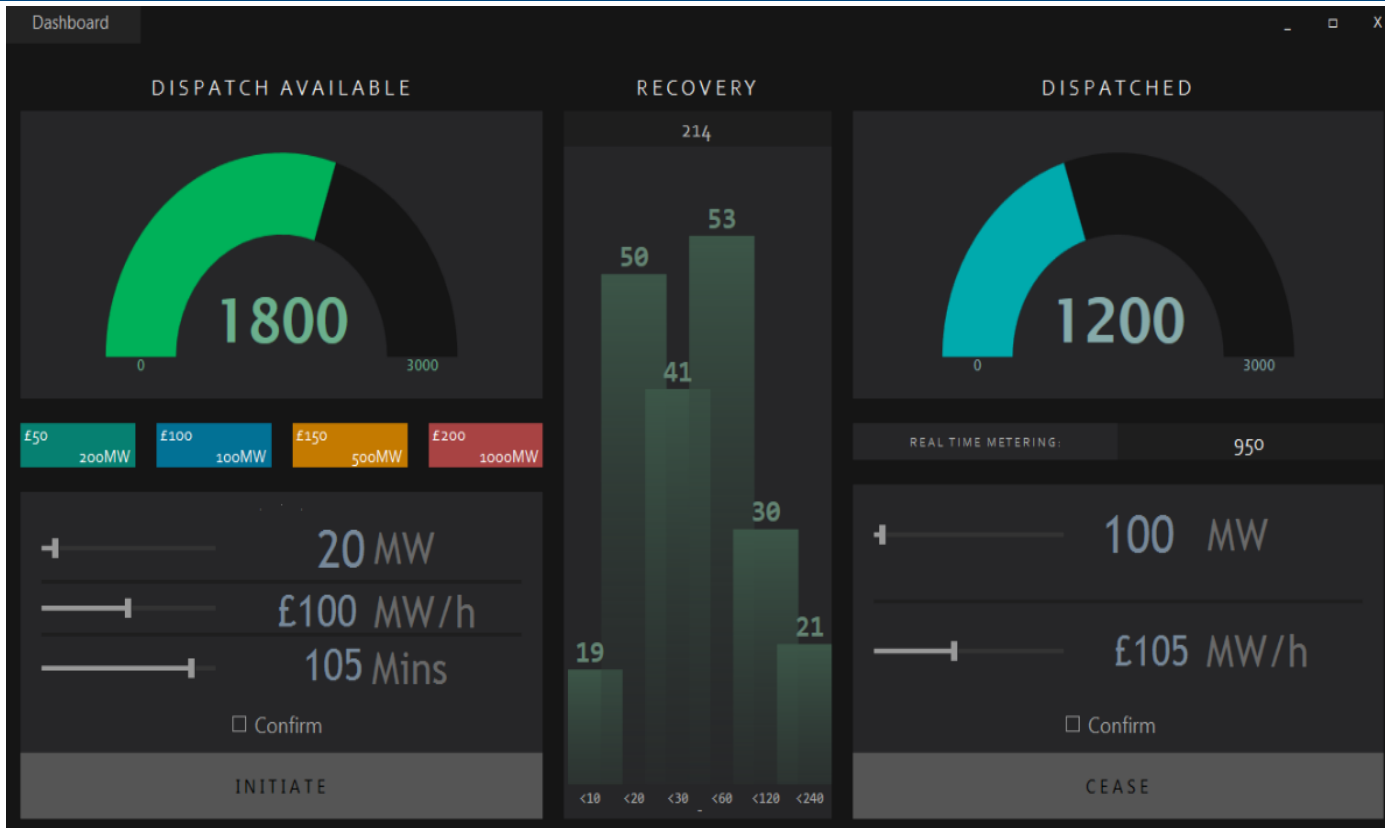 Dashboard
_ □ X
DISPATCH AVAILABLE
1800
0 3000
£50 200MW
£100 100MW
£150 500MW
£200 1000MW
20 MW
£100 MW/h
105 Mins
☐ Confirm
INITIATE
RECOVERY
214
19
50
41
53
30
21
<10 <20 <30 <60 <120 <240
DISPATCHED
1200
0 3000
REAL TIME METERING: 950
100 MW
£105 MW/h
☐ Confirm
CEASE